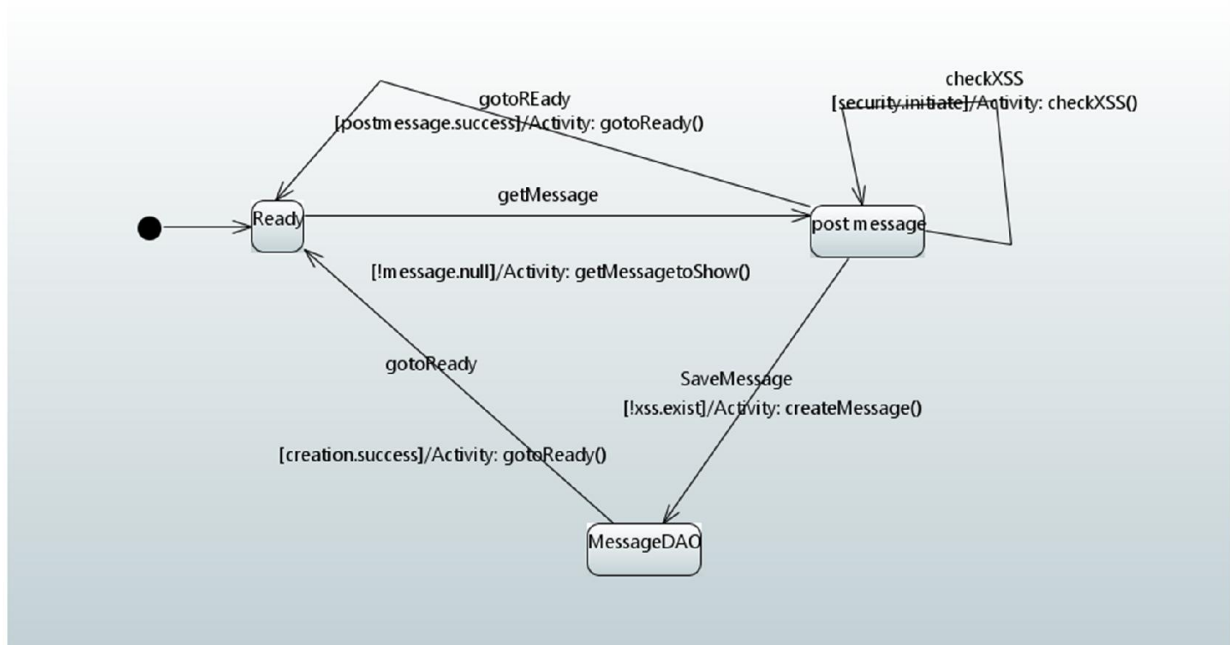 checkXSS
[security.initiate]/Activity: checkXSS()
gotoREady
[postmessage.success]/Activity: gotoReady()
getMessage
Ready
post message
[!message.null]/Activity: getMessagetoShow()
gotoReady
SaveMessage
[!xss.exist]/Activity: createMessage()
[creation.success]/Activity: gotoReady()
MessageDAO